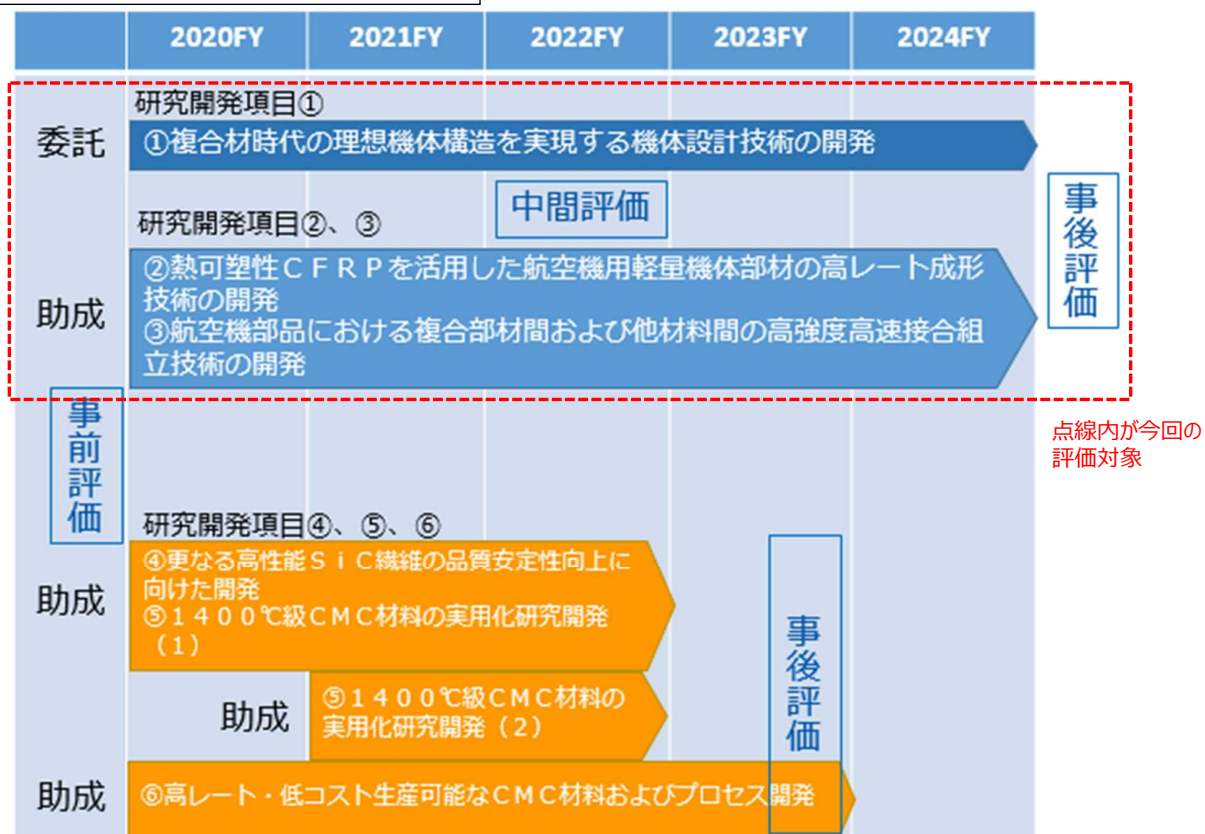 2020FY 2021FY 2022FY 2023FY 2024FY
研究開発項目①
委託
①複合材時代の理想機体構造を実現する機体設計技術の開発
中間評価
事後評価
研究開発項目②、③
助成
②熱可塑性CFRPを活用した航空機用軽量機体部材の高レート成形
技術の開発
③航空機部品における複合部材間および他材料間の高強度高速接合組
立技術の開発
事前評価
点線内が今回の
評価対象
研究開発項目④、⑤、⑥
助成
④更なる高性能SiC繊維の品質安定性向上に
向けた開発
⑤1400℃級CMC材料の実用化研究開発
(1)
事後評価
助成
⑤1400℃級CMC材料の
実用化研究開発(2)
助成
⑥高レート・低コスト生産可能なCMC材料およびプロセス開発